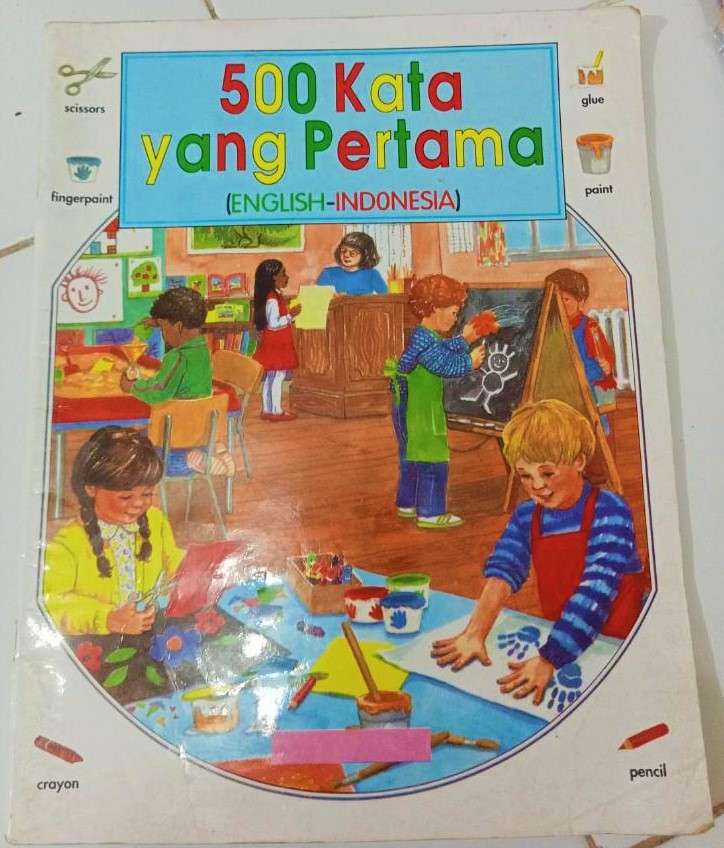 500 Kata
yang Pertama
(ENGLISH-INDONESIA)
scissors
glue
fingerpaint
paint
crayon
pencil